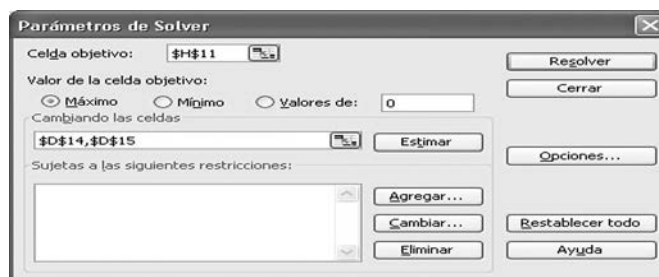 Parámetros de Solver
Celda objetivo: $H$11
Resolver
Valor de la celda objetivo:
Cerrar
Máximo Mínimo Valores de: 0
Cambiando las celdas
$D$14,$D$15 Estimar
Opciones...
Sujetas a las siguientes restricciones:
Agregar...
Cambiar...
Restablecer todo
Eliminar
Ayuda